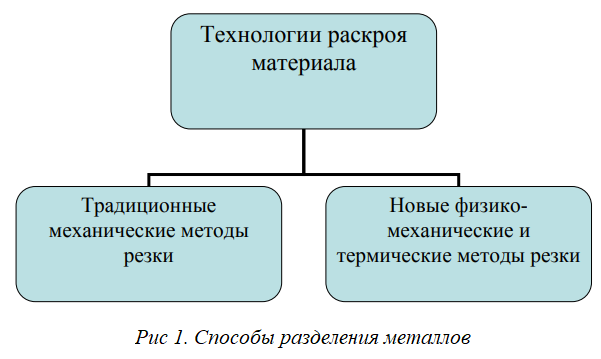 Технологии раскроя
материала
Традиционные
механические методы
резки
Новые физико-
механические и
термические методы резки
Рис 1. Способы разделения металлов